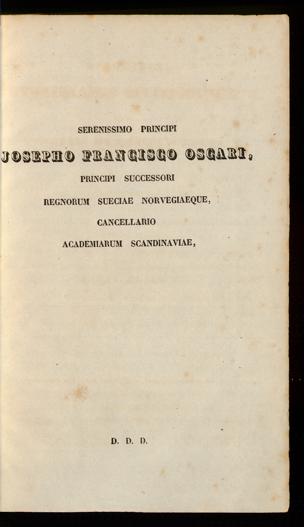 SERENISSIMO PRINCIPI
JOSEPHO FRANCISCO OSCARI,
PRINCIPI SUCCESSORI
REGNORUM SUECIAE NORVEGIAEQUE,
CANCELLARIO
ACADEMIARUM SCANDINAVIAE,
D. D. D.